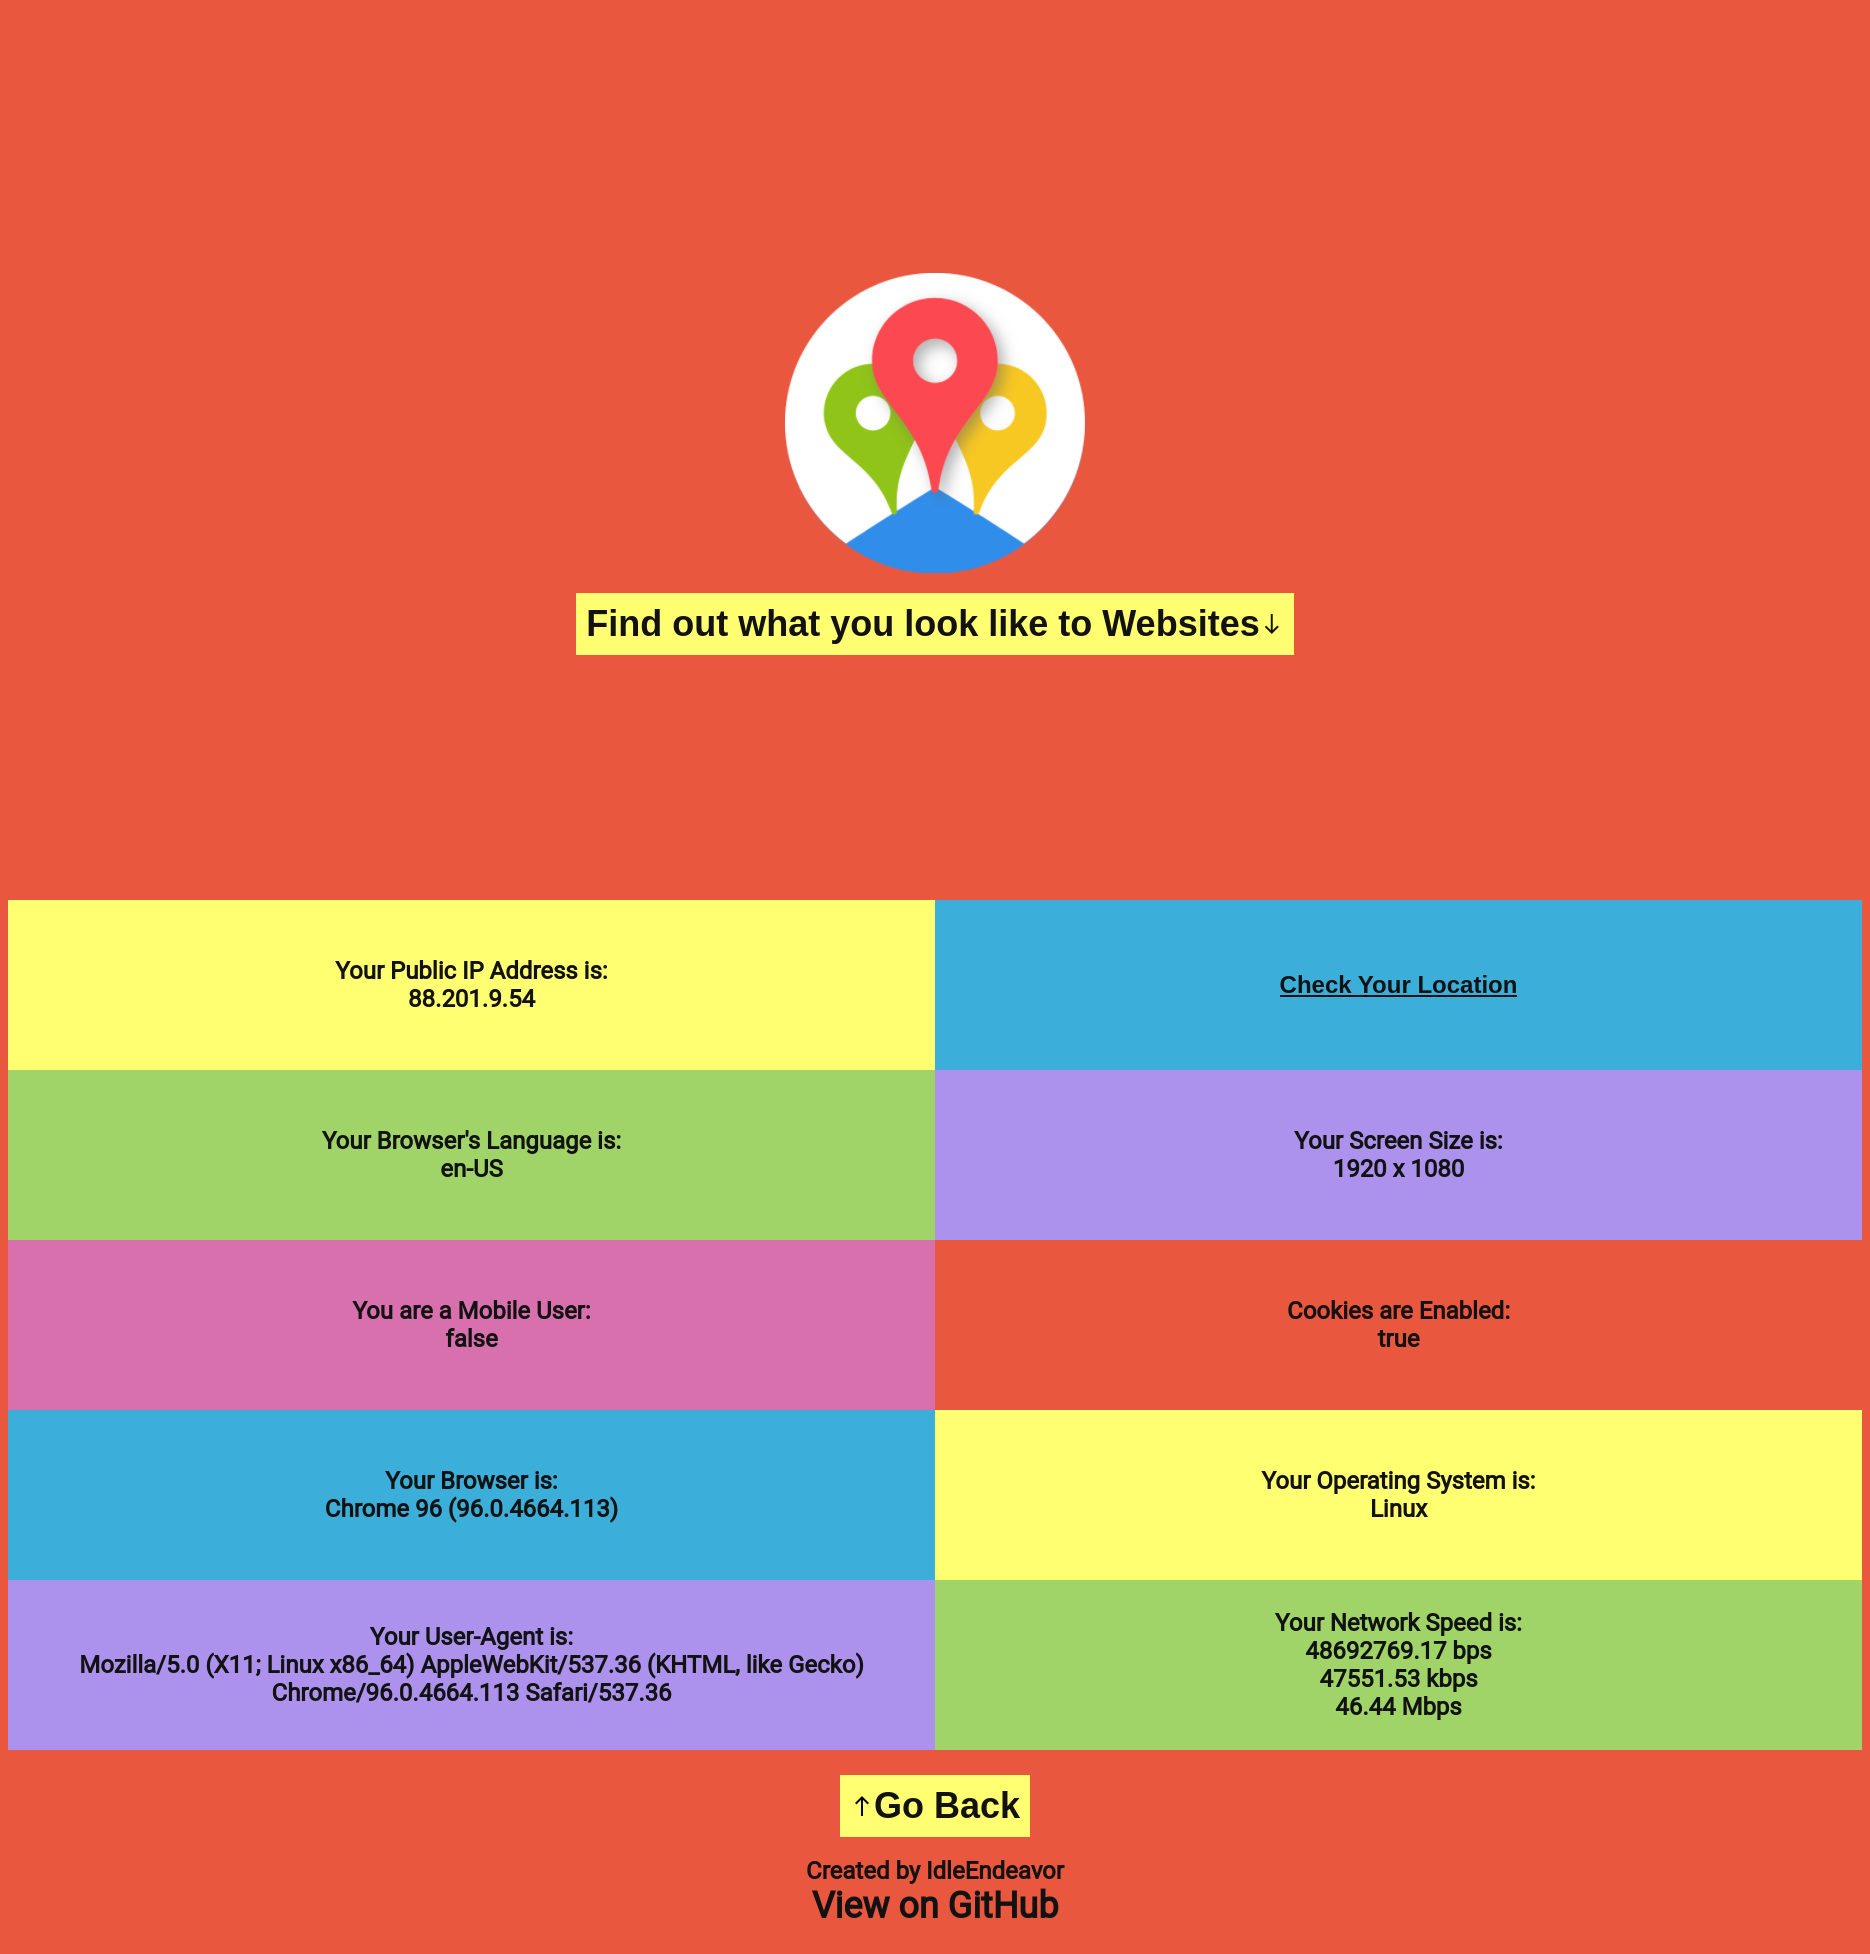 Find out what you look like to Websites↓
Your Public IP Address is:
88.201.9.54
Check Your Location
Your Browser's Language is:
en-US
Your Screen Size is:
1920 x 1080
You are a Mobile User:
false
Cookies are Enabled:
true
Your Browser is:
Chrome 96 (96.0.4664.113)
Your Operating System is:
Linux
Your User-Agent is:
Mozilla/5.0 (X11; Linux x86_64) AppleWebKit/537.36 (KHTML, like Gecko)
Chrome/96.0.4664.113 Safari/537.36
Your Network Speed is:
48692769.17 bps
47551.53 kbps
46.44 Mbps
↑Go Back
Created by IdleEndeavor
View on GitHub